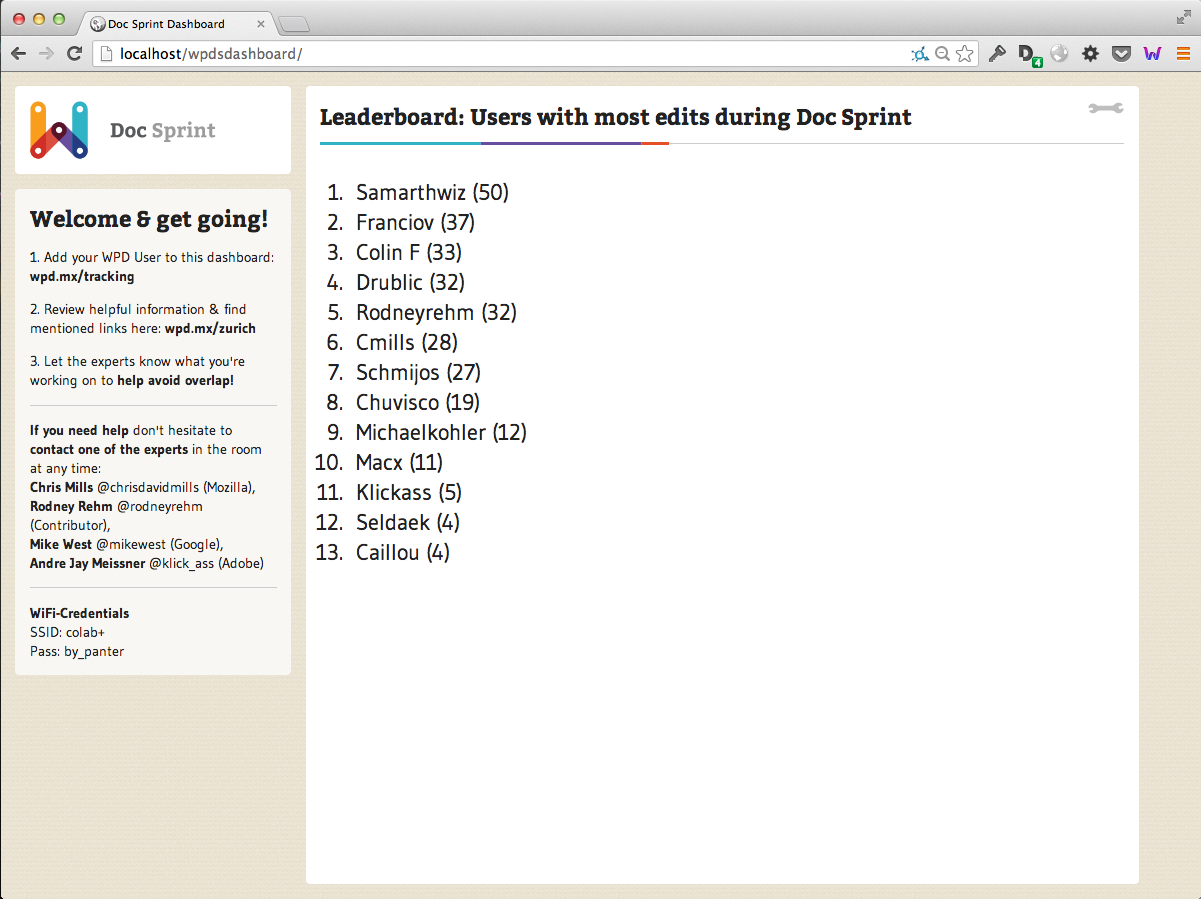 Doc Sprint Dashboard
localhost/wpdsdashboard/
4
Doc Sprint
Welcome & get going!
1. Add your WPD User to this dashboard:
wpd.mx/tracking
2. Review helpful information & find
mentioned links here: wpd.mx/zurich
3. Let the experts know what you're
working on to help avoid overlap!
If you need help don't hesitate to
contact one of the experts in the room
at any time:
Chris Mills @chrisdavidmills (Mozilla),
Rodney Rehm @rodneyrehm
(Contributor),
Mike West @mikewest (Google),
Andre Jay Meissner @klick_ass (Adobe)
WiFi-Credentials
SSID: colab+
Pass: by_panter
Leaderboard: Users with most edits during Doc Sprint
1. Samarthwiz (50)
2. Franciov (37)
3. Colin F (33)
4. Drublic (32)
5. Rodneyrehm (32)
6. Cmills (28)
7. Schmijos (27)
8. Chuvisco (19)
9. Michaelkohler (12)
10. Macx (11)
11. Klickass (5)
12. Seldaek (4)
13. Caillou (4)